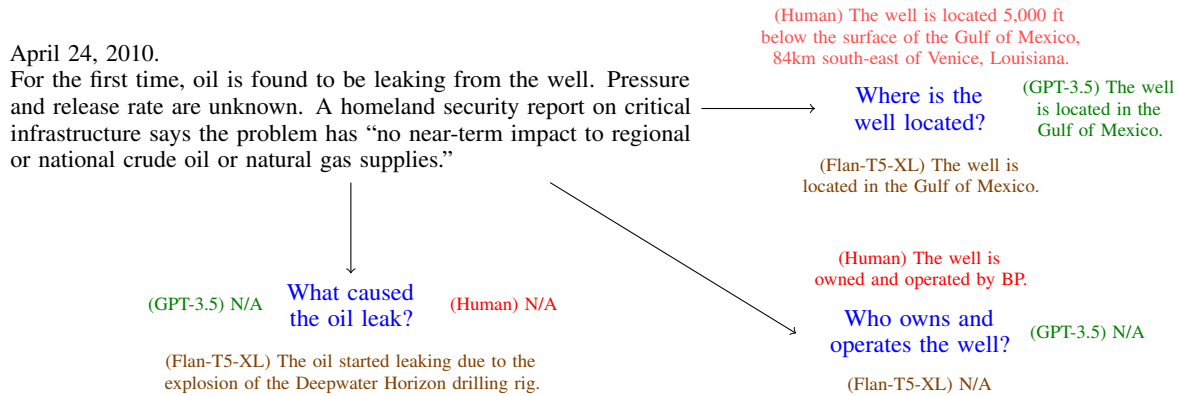 April 24, 2010.
For the first time, oil is found to be leaking from the well. Pressure
and release rate are unknown. A homeland security report on critical
infrastructure says the problem has “no near-term impact to regional
or national crude oil or natural gas supplies.”
(Human) The well is located 5,000 ft
below the surface of the Gulf of Mexico,
84km south-east of Venice, Louisiana.
Where is the
well located?
(GPT-3.5) The well
is located in the
Gulf of Mexico.
(Flan-T5-XL) The well is
located in the Gulf of Mexico.
(GPT-3.5) N/A
What caused
the oil leak?
(Human) N/A
(Flan-T5-XL) The oil started leaking due to the
explosion of the Deepwater Horizon drilling rig.
(Human) The well is
owned and operated by BP.
Who owns and
operates the well?
(GPT-3.5) N/A
(Flan-T5-XL) N/A